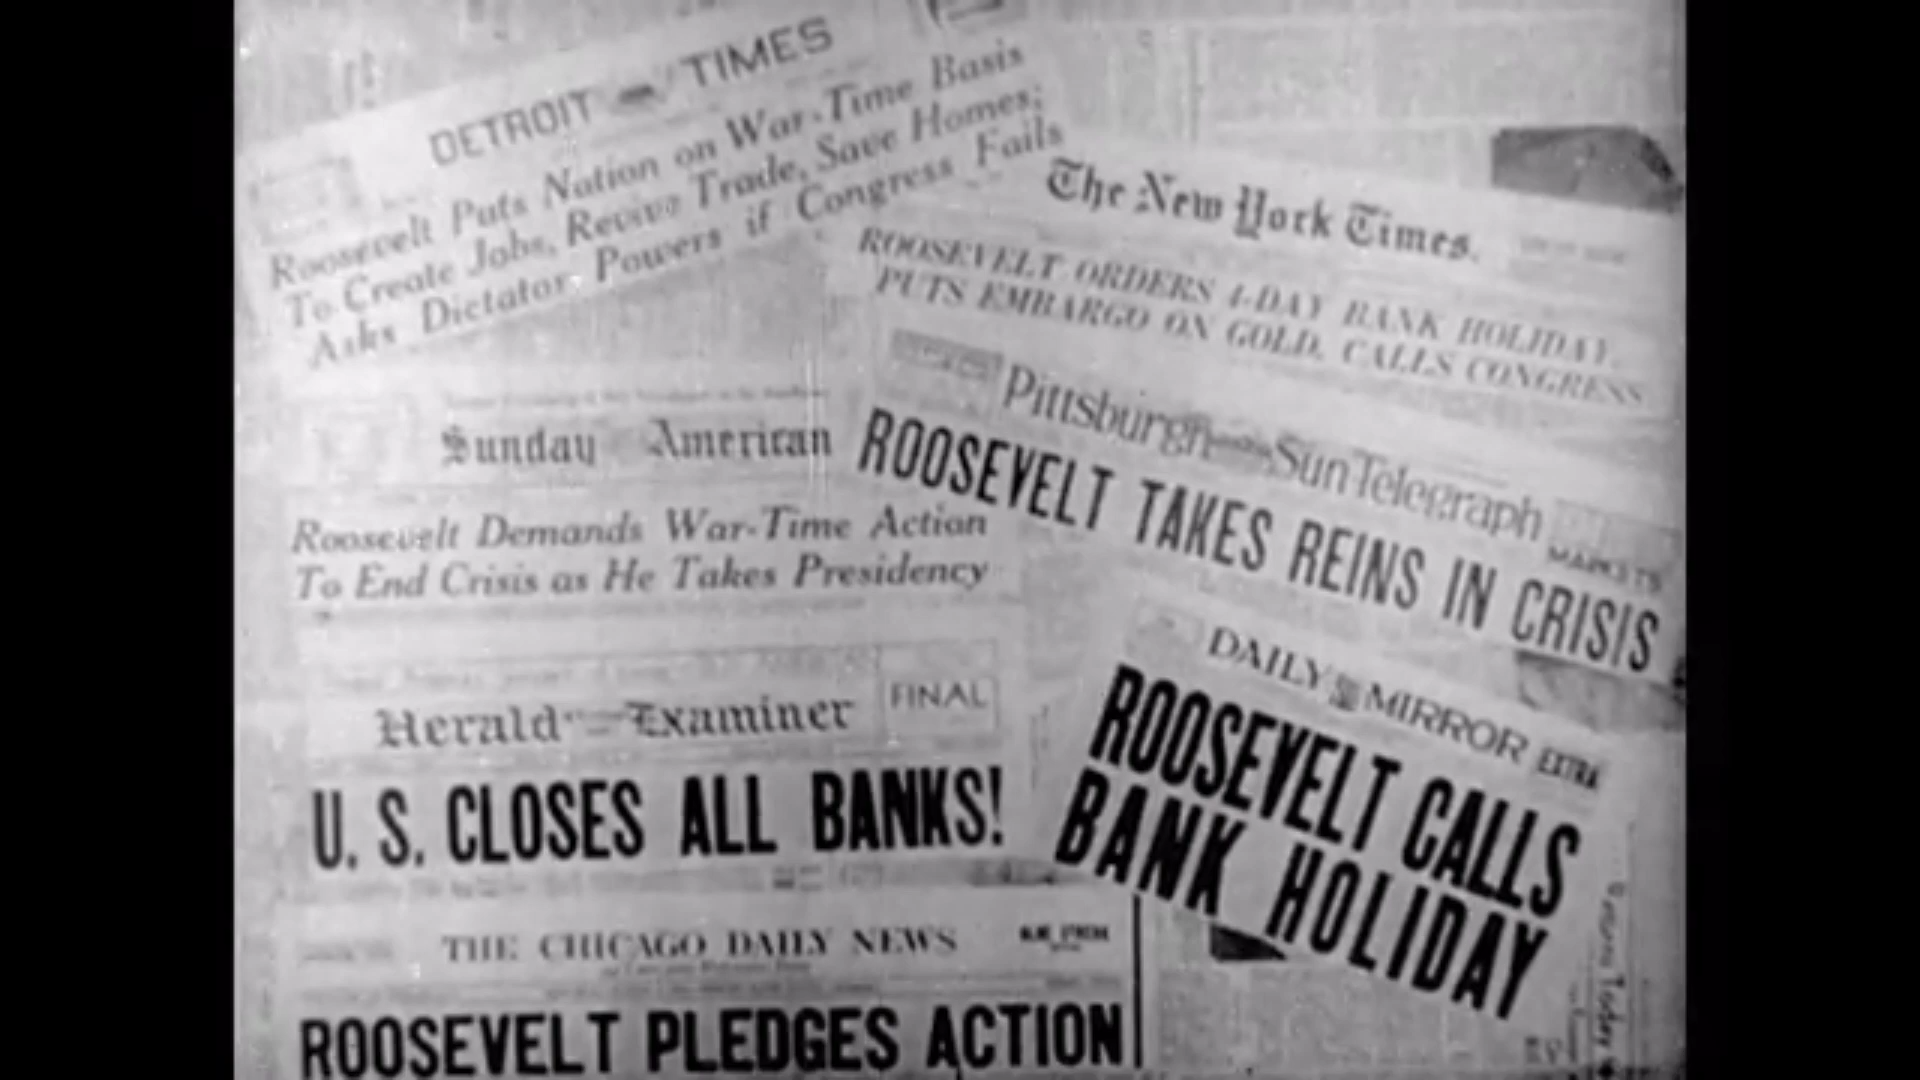 DETROIT TIMES
Roosevelt Puts Nation on War-Time Basis
To Create Jobs, Revive Trade, Save Homes;
Asks Dictator Powers if Congress Fails
The New York Times.
ROOSEVELT ORDERS 4-DAY BANK HOLIDAY,
PUTS EMBARGO ON GOLD, CALLS CONGRESS
Pittsburgh Sun-Telegraph
MARKETS
ROOSEVELT TAKES REINS IN CRISIS
Sunday American
Roosevelt Demands War-Time Action
To End Crisis as He Takes Presidency
Herald Examiner
FINAL
U. S. CLOSES ALL BANKS!
DAILY MIRROR EXTRA
ROOSEVELT CALLS
BANK HOLIDAY
THE CHICAGO DAILY NEWS
ROOSEVELT PLEDGES ACTION